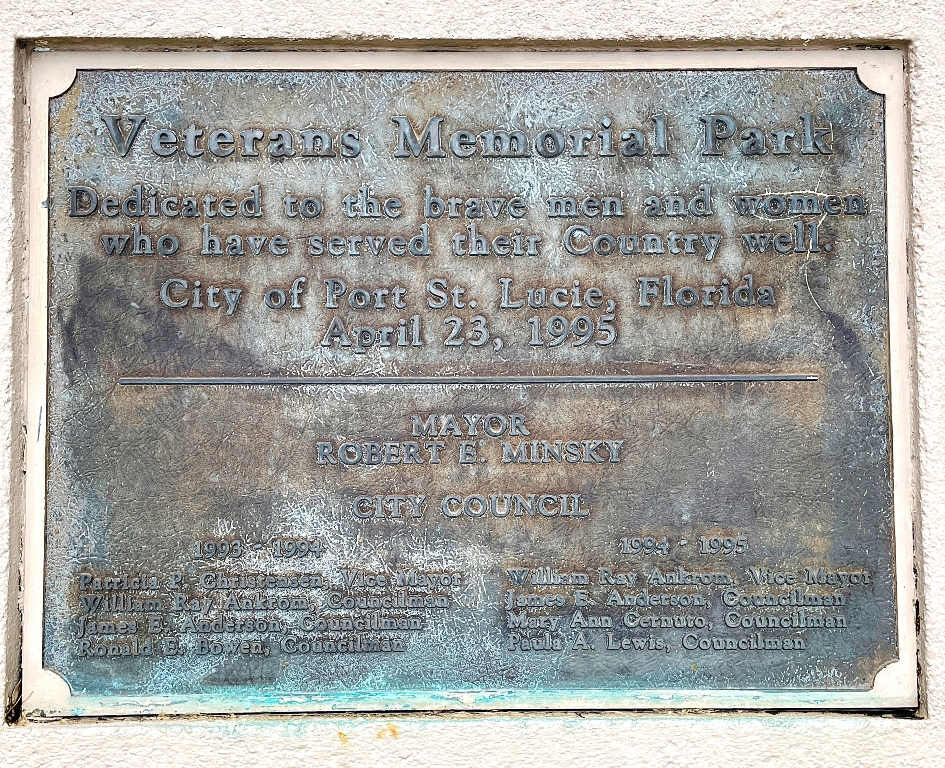 Veterans Memorial Park
Dedicated to the brave men and women
who have served their Country well.
City of Port St. Lucie, Florida
April 23, 1995
MAYOR
ROBERT E. MINSKY
CITY COUNCIL
1993 - 1994
Patricia P. Christensen, Vice Mayor
William Ray Ankrom, Councilman
James E. Anderson, Councilman
Ronald E. Bowen, Councilman
1994 - 1995
William Ray Ankrom, Vice Mayor
James E. Anderson, Councilman
Mary Ann Cernuto, Councilman
Paula A. Lewis, Councilman